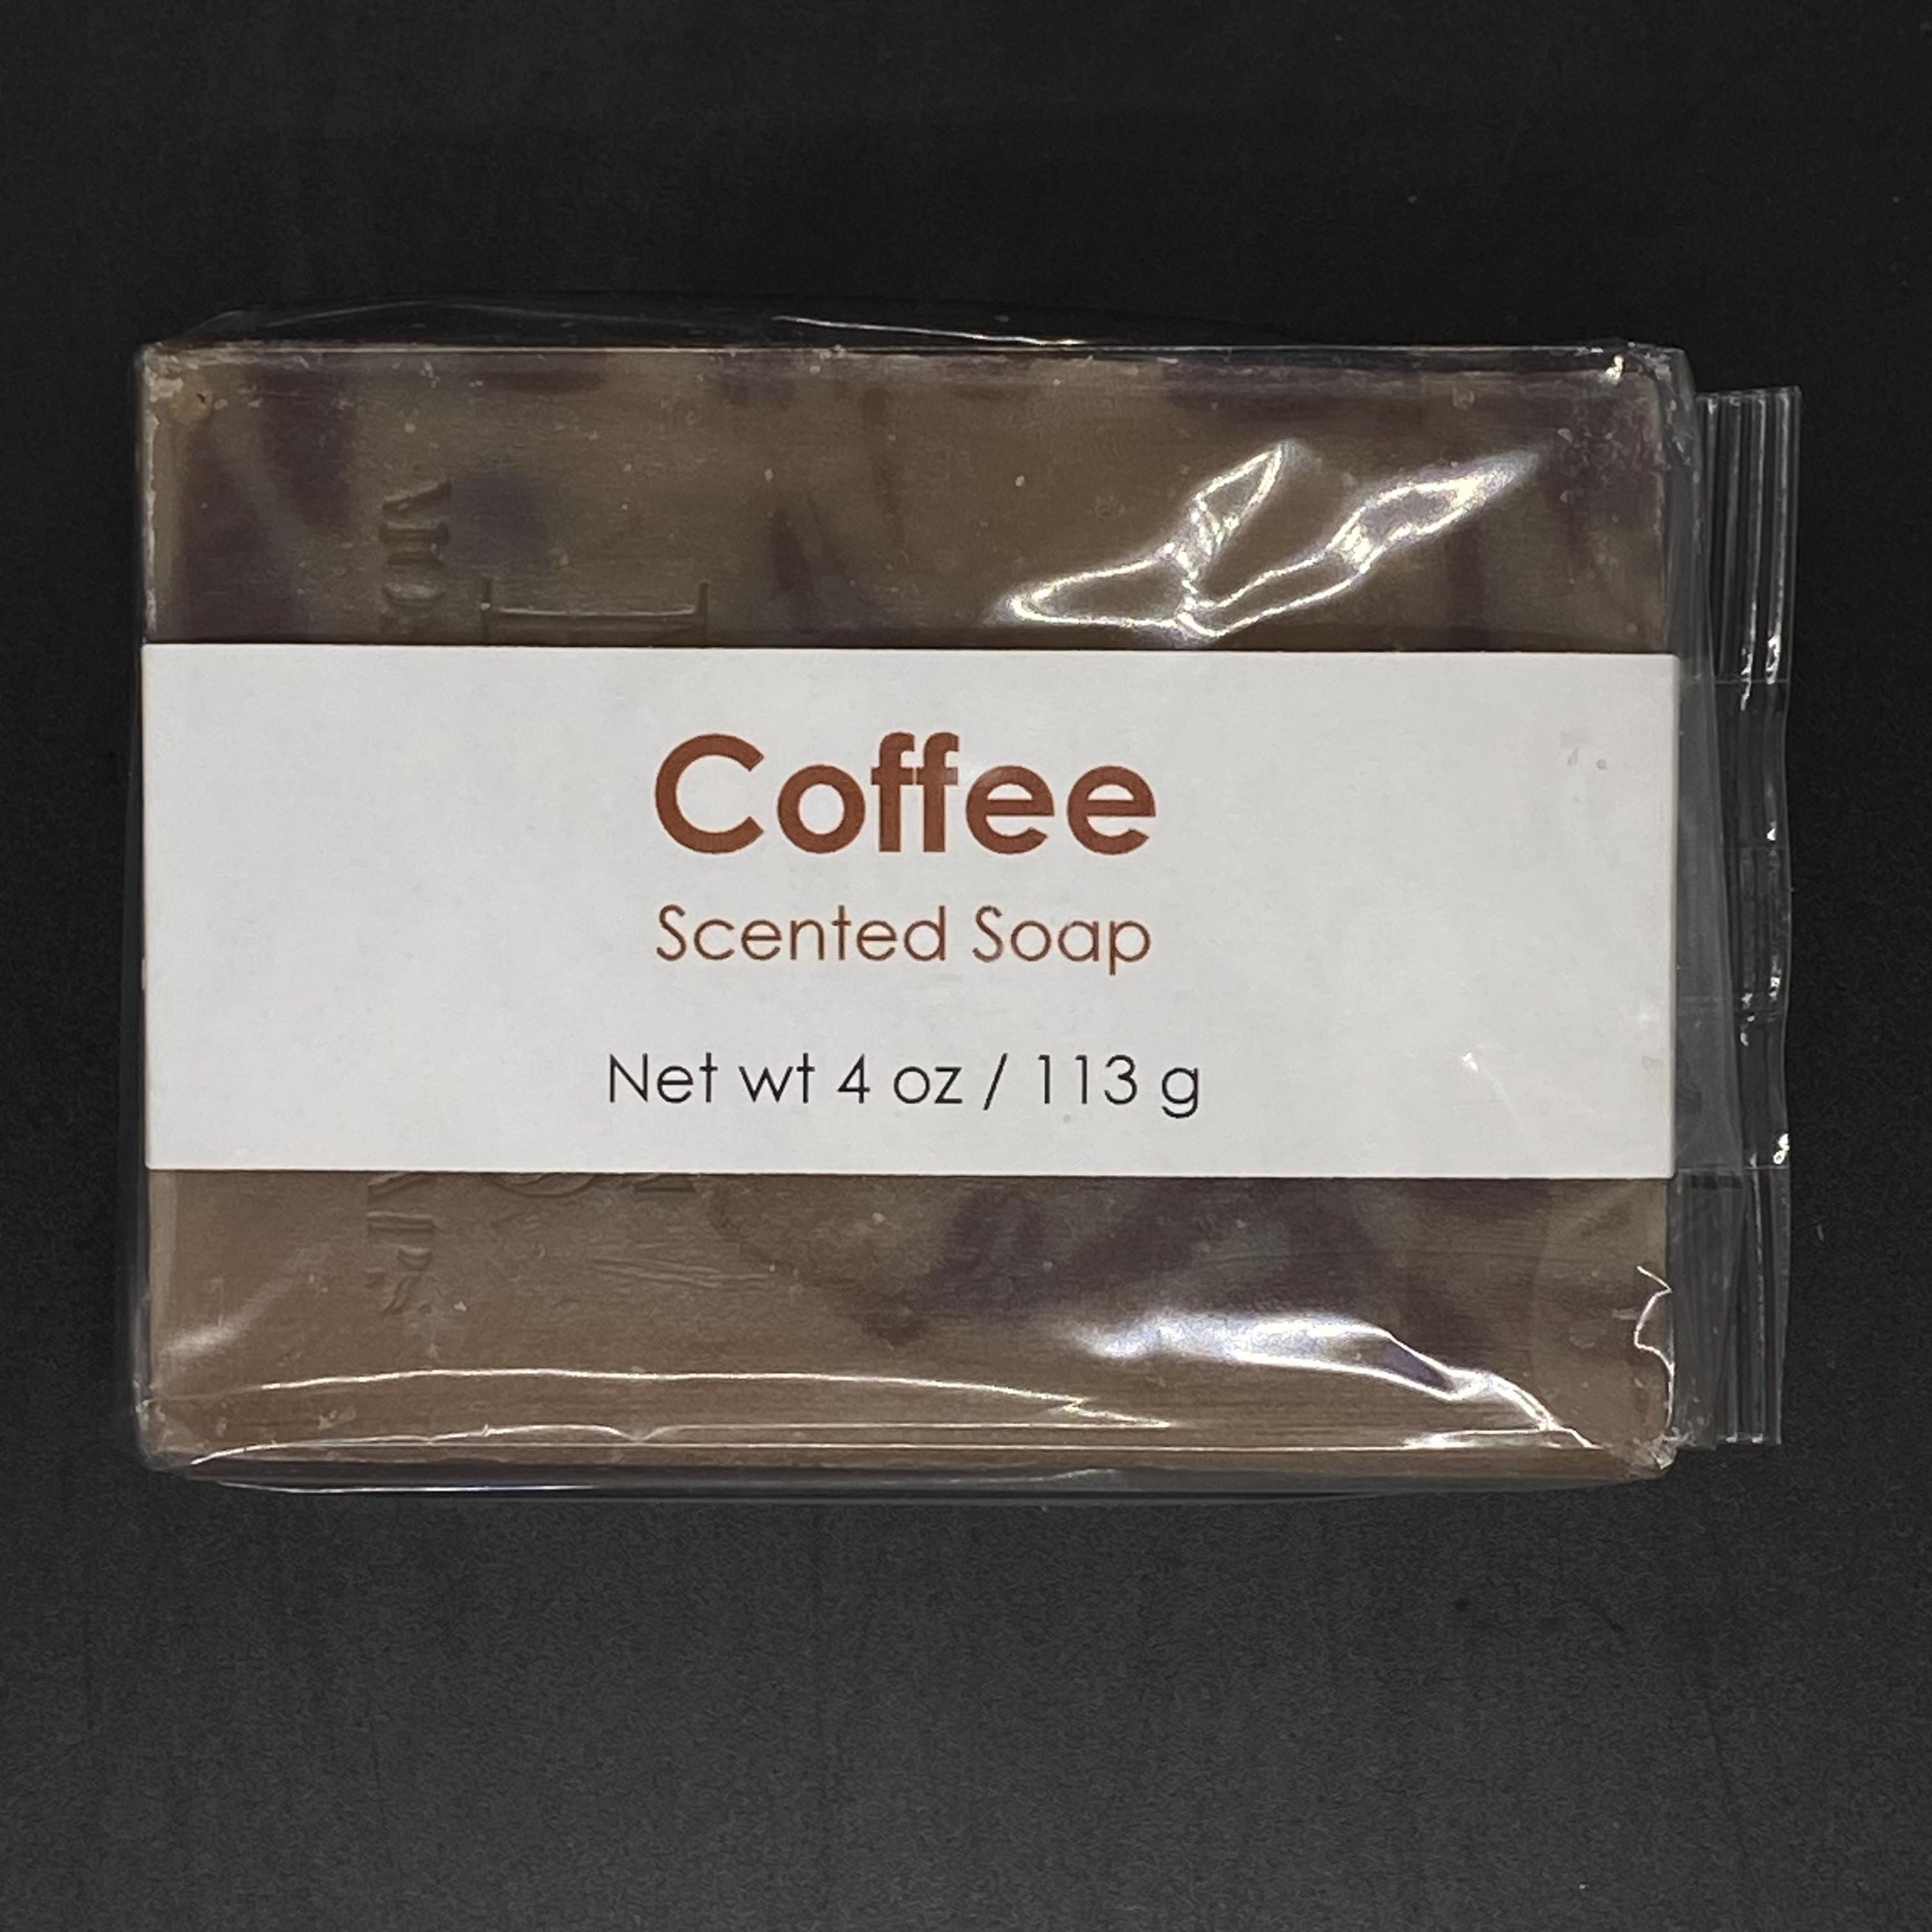 Coffee
Scented Soap
Net wt 4 oz / 113 g